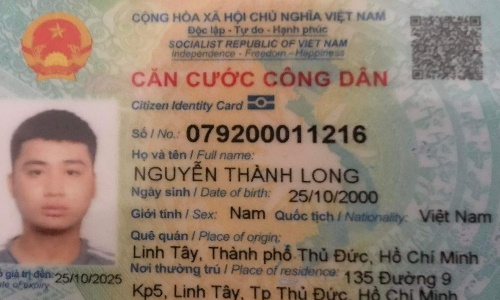 CỘNG HÒA XÃ HỘI CHỦ NGHĨA VIỆT NAM
Độc lập - Tự do - Hạnh phúc
SOCIALIST REPUBLIC OF VIET NAM
Independence - Freedom - Happiness
CĂN CƯỚC CÔNG DÂN
Citizen Identity Card
Số / No.: 079200011216
Họ và tên / Full name:
NGUYỄN THÀNH LONG
Ngày sinh / Date of birth: 25/10/2000
Giới tính / Sex: Nam Quốc tịch / Nationality: Việt Nam
Quê quán / Place of origin:
Linh Tây, Thành phố Thủ Đức, Hồ Chí Minh
Nơi thường trú / Place of residence: 135 Đường 9
Kp5, Linh Tây, Tp Thủ Đức, Hồ Chí Minh
giá trị đến: 25/10/2025
of expiry